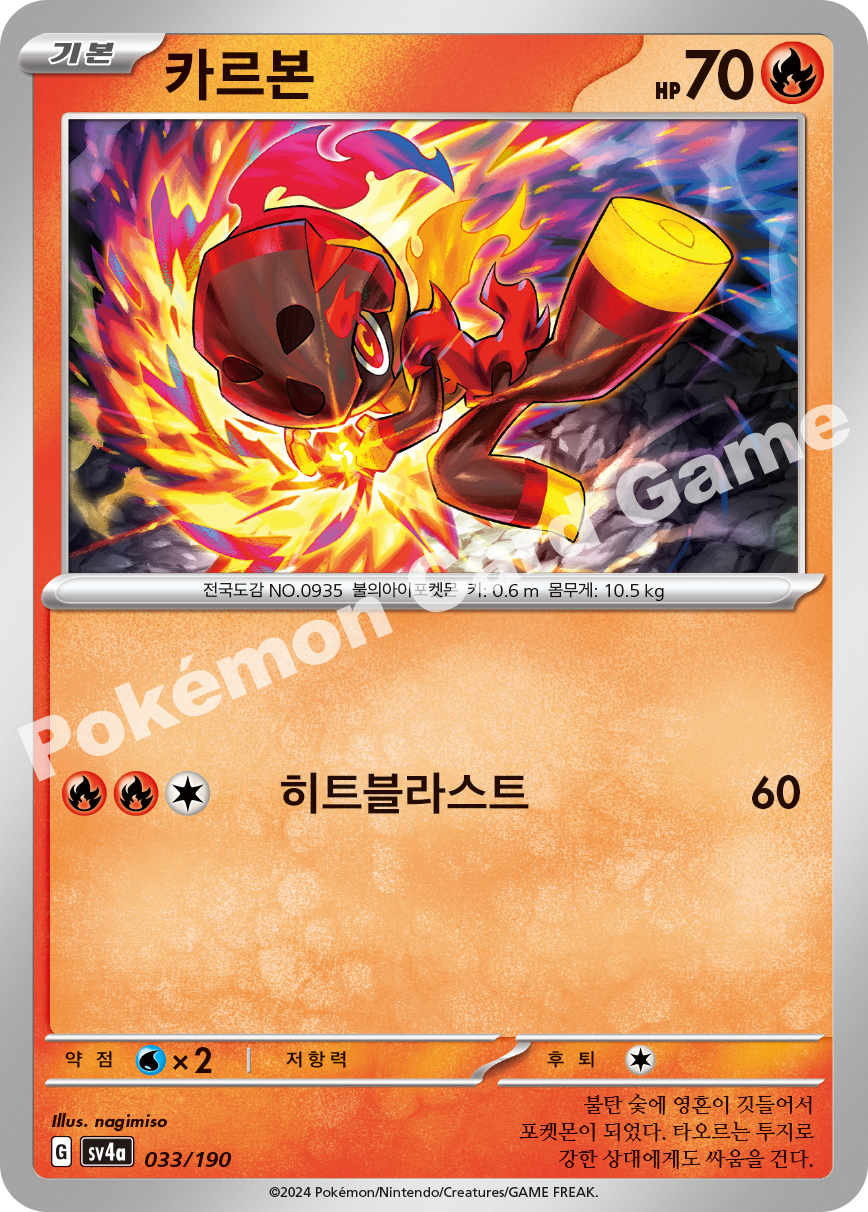 기본
카르본
HP 70
전국도감 NO.0935 불의아이포켓몬 키: 0.6 m 몸무게: 10.5 kg
Pokémon Card Game
히트블라스트 60
약점 ×2 저항력 후퇴
Illus. nagimiso
G sv4a 033/190
불탄 숯에 영혼이 깃들어서
포켓몬이 되었다. 타오르는 투지로
강한 상대에게도 싸움을 건다.
©2024 Pokémon/Nintendo/Creatures/GAME FREAK.